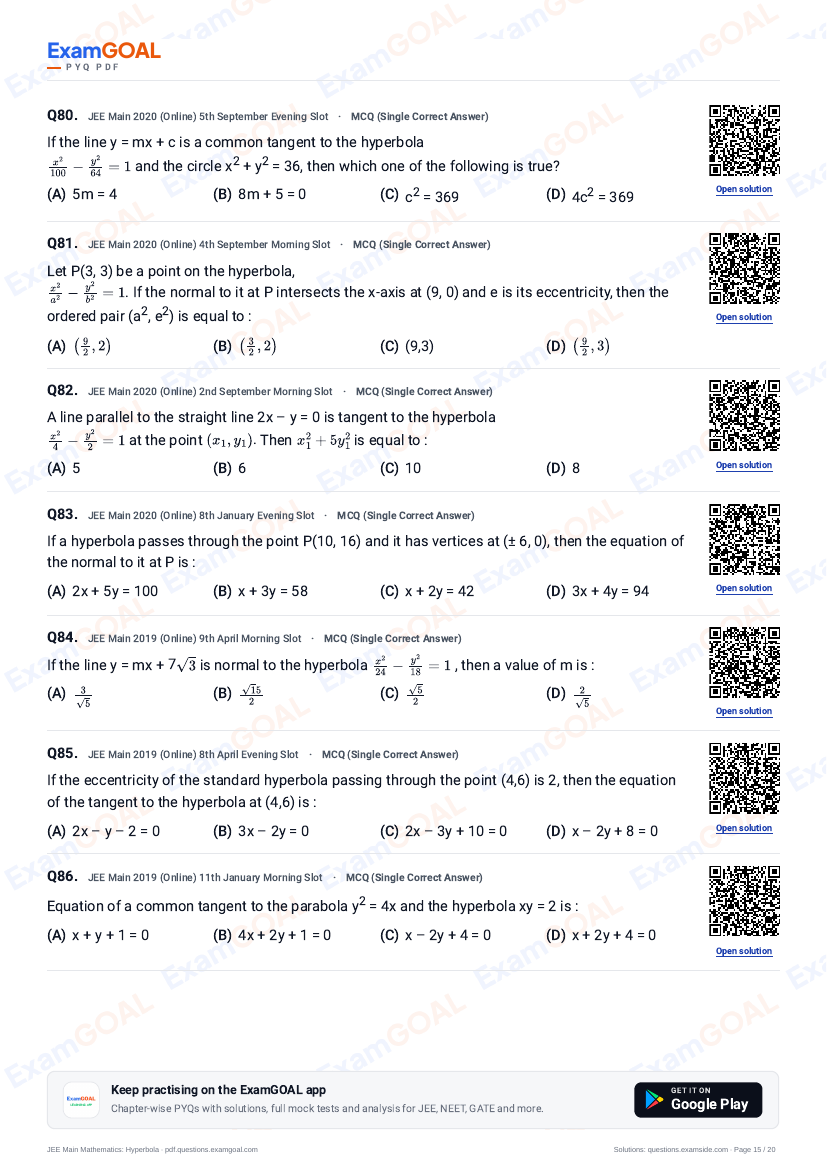 ExamGOAL
PYQ PDF
Q80. JEE Main 2020 (Online) 5th September Evening Slot · MCQ (Single Correct Answer)
If the line y = mx + c is a common tangent to the hyperbola
x²/100 − y²/64 = 1 and the circle x² + y² = 36, then which one of the following is true?
(A) 5m = 4 (B) 8m + 5 = 0 (C) c² = 369 (D) 4c² = 369
Open solution
Q81. JEE Main 2020 (Online) 4th September Morning Slot · MCQ (Single Correct Answer)
Let P(3, 3) be a point on the hyperbola,
x²/a² − y²/b² = 1. If the normal to it at P intersects the x-axis at (9, 0) and e is its eccentricity, then the
ordered pair (a², e²) is equal to :
(A) (9/2, 2) (B) (3/2, 2) (C) (9,3) (D) (9/2, 3)
Open solution
Q82. JEE Main 2020 (Online) 2nd September Morning Slot · MCQ (Single Correct Answer)
A line parallel to the straight line 2x − y = 0 is tangent to the hyperbola
x²/4 − y²/2 = 1 at the point (x₁, y₁). Then x₁² + 5y₁² is equal to :
(A) 5 (B) 6 (C) 10 (D) 8
Open solution
Q83. JEE Main 2020 (Online) 8th January Evening Slot · MCQ (Single Correct Answer)
If a hyperbola passes through the point P(10, 16) and it has vertices at (± 6, 0), then the equation of
the normal to it at P is :
(A) 2x + 5y = 100 (B) x + 3y = 58 (C) x + 2y = 42 (D) 3x + 4y = 94
Open solution
Q84. JEE Main 2019 (Online) 9th April Morning Slot · MCQ (Single Correct Answer)
If the line y = mx + 7√3 is normal to the hyperbola x²/24 − y²/18 = 1 , then a value of m is :
(A) 3/√5 (B) √15/2 (C) √5/2 (D) 2/√5
Open solution
Q85. JEE Main 2019 (Online) 8th April Evening Slot · MCQ (Single Correct Answer)
If the eccentricity of the standard hyperbola passing through the point (4,6) is 2, then the equation
of the tangent to the hyperbola at (4,6) is :
(A) 2x − y − 2 = 0 (B) 3x − 2y = 0 (C) 2x − 3y + 10 = 0 (D) x − 2y + 8 = 0
Open solution
Q86. JEE Main 2019 (Online) 11th January Morning Slot · MCQ (Single Correct Answer)
Equation of a common tangent to the parabola y² = 4x and the hyperbola xy = 2 is :
(A) x + y + 1 = 0 (B) 4x + 2y + 1 = 0 (C) x − 2y + 4 = 0 (D) x + 2y + 4 = 0
Open solution
ExamGOAL
Keep practising on the ExamGOAL app
Chapter-wise PYQs with solutions, full mock tests and analysis for JEE, NEET, GATE and more.
GET IT ON
Google Play
JEE Main Mathematics: Hyperbola · pdf.questions.examgoal.com
Solutions: questions.examside.com · Page 15 / 20